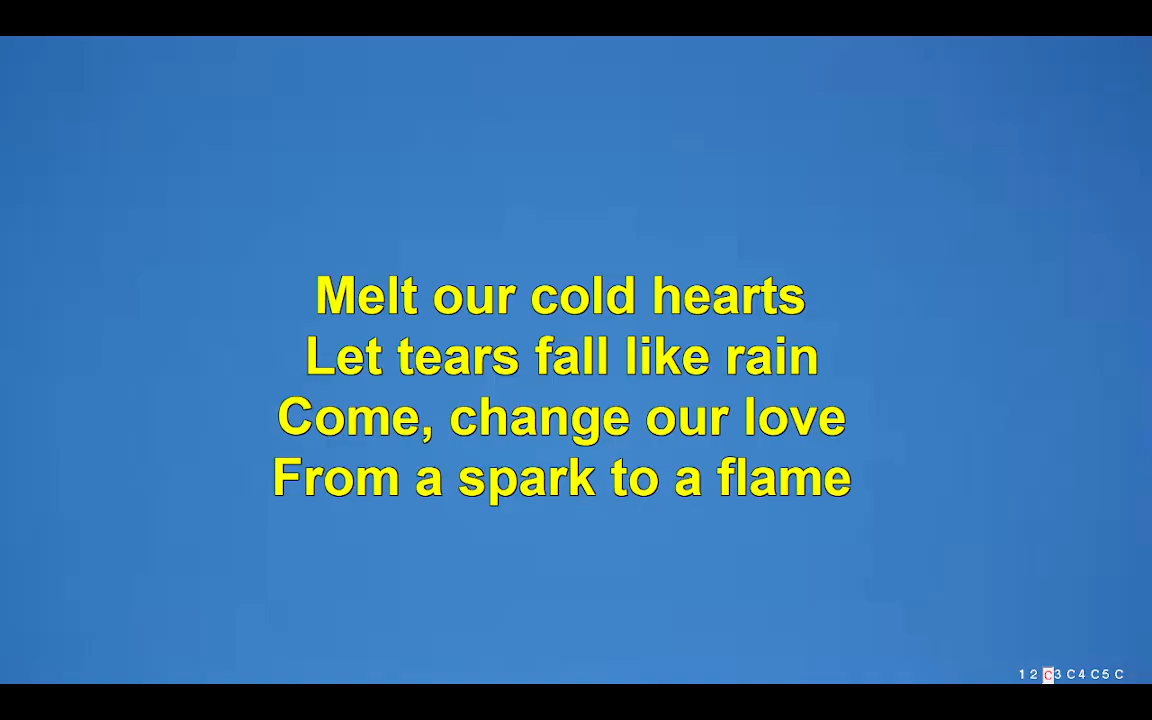 Melt our cold hearts
Let tears fall like rain
Come, change our love
From a spark to a flame
1 2 C 3 C 4 C 5 C